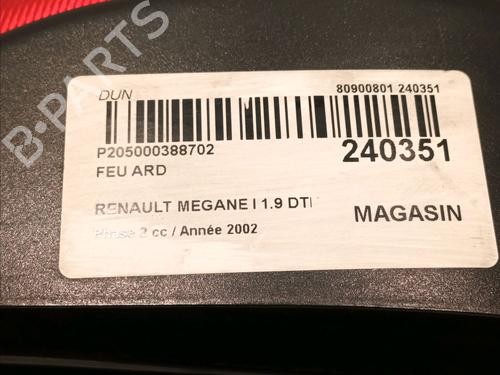 DUN 80900801 240351
P205000388702 240351
FEU ARD
RENAULT MEGANE I 1.9 DTI
MAGASIN
Phase 2 cc / Année 2002
B-PARTS